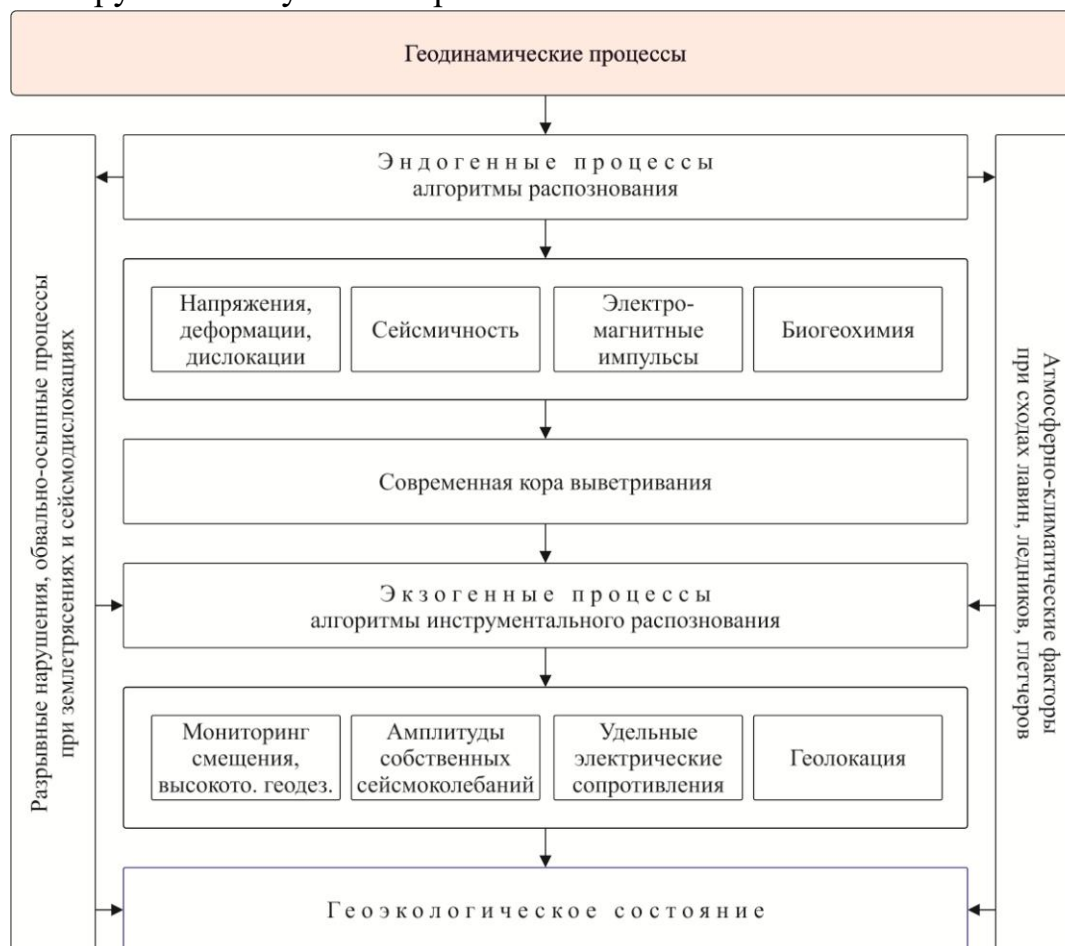 Геодинамические процессы
Эндогенные процессы
алгоритмы распознования
Напряжения,
деформации,
дислокации
Сейсмичность
Электро-
магнитные
импульсы
Биогеохимия
Современная кора выветривания
Экзогенные процессы
алгоритмы инструментального распознования
Мониторинг
смещения,
высокото. геодез.
Амплитуды
собственных
сейсмоколебаний
Удельные
электрические
сопротивления
Геолокация
Геоэкологическое состояние
Разрывные нарушения, обвально-осыпные процессы
при землетрясениях и сейсмодислокациях
Атмосферно-климатические факторы
при сходах лавин, ледников, глетчеров